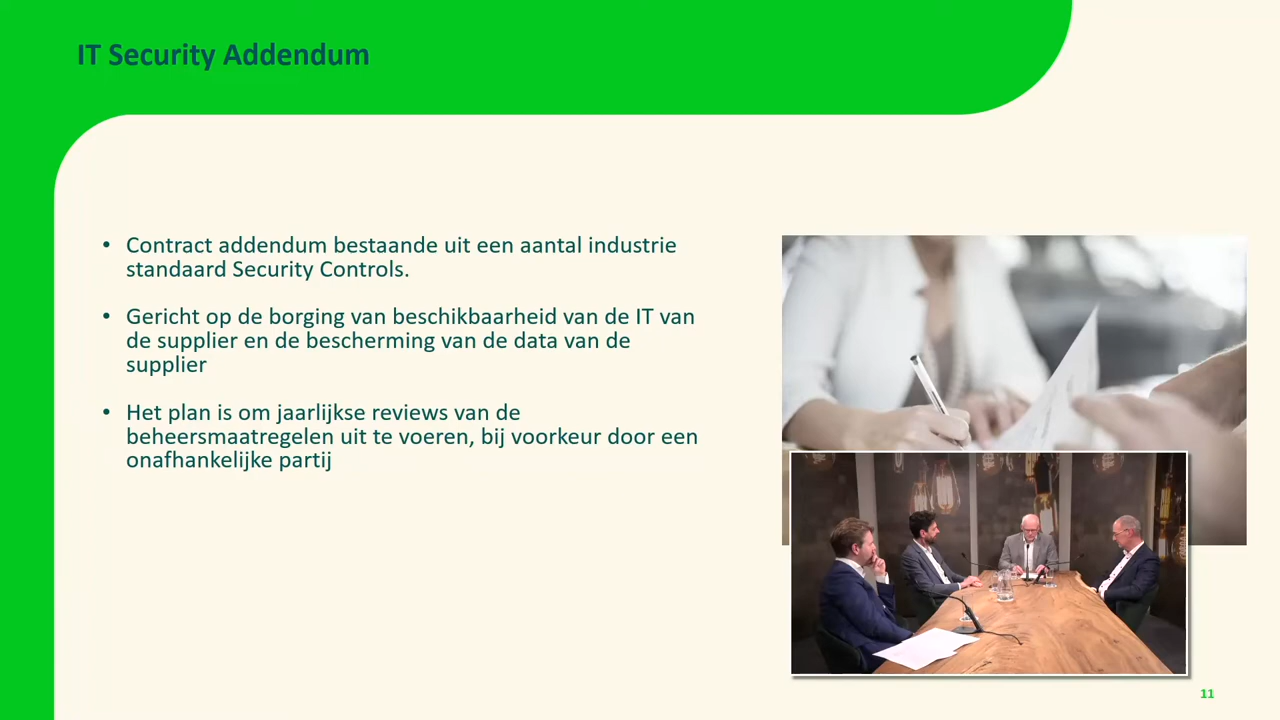 IT Security Addendum
• Contract addendum bestaande uit een aantal industrie
standaard Security Controls.
• Gericht op de borging van beschikbaarheid van de IT van
de supplier en de bescherming van de data van de
supplier
• Het plan is om jaarlijkse reviews van de
beheersmaatregelen uit te voeren, bij voorkeur door een
onafhankelijke partij
11